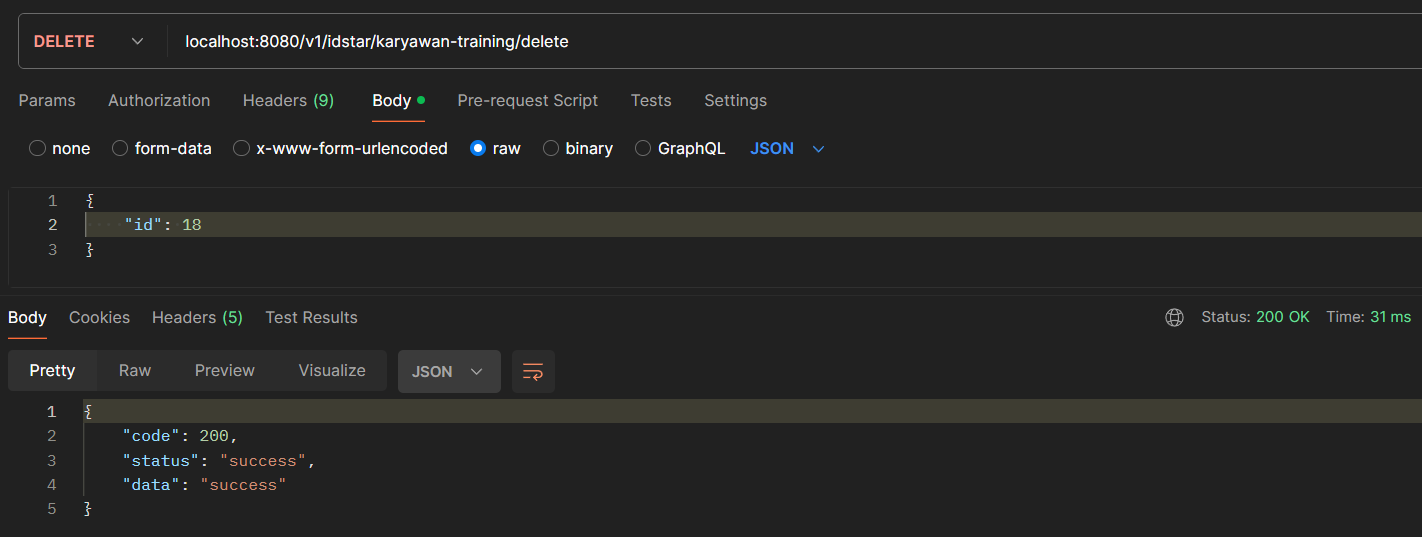 DELETE localhost:8080/v1/idstar/karyawan-training/delete
Params Authorization Headers (9) Body Pre-request Script Tests Settings
none form-data x-www-form-urlencoded raw binary GraphQL JSON
1 {
2 "id": 18
3 }
Body Cookies Headers (5) Test Results Status: 200 OK Time: 31 ms
Pretty Raw Preview Visualize JSON
1 {
2 "code": 200,
3 "status": "success",
4 "data": "success"
5 }